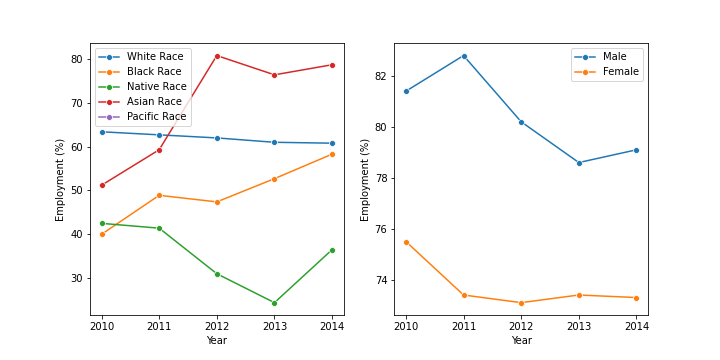 White Race
Black Race
Native Race
Asian Race
Pacific Race
80
70
60
50
40
30
Employment (%)
2010 2011 2012 2013 2014
Year
Male
Female
82
80
78
76
74
Employment (%)
2010 2011 2012 2013 2014
Year